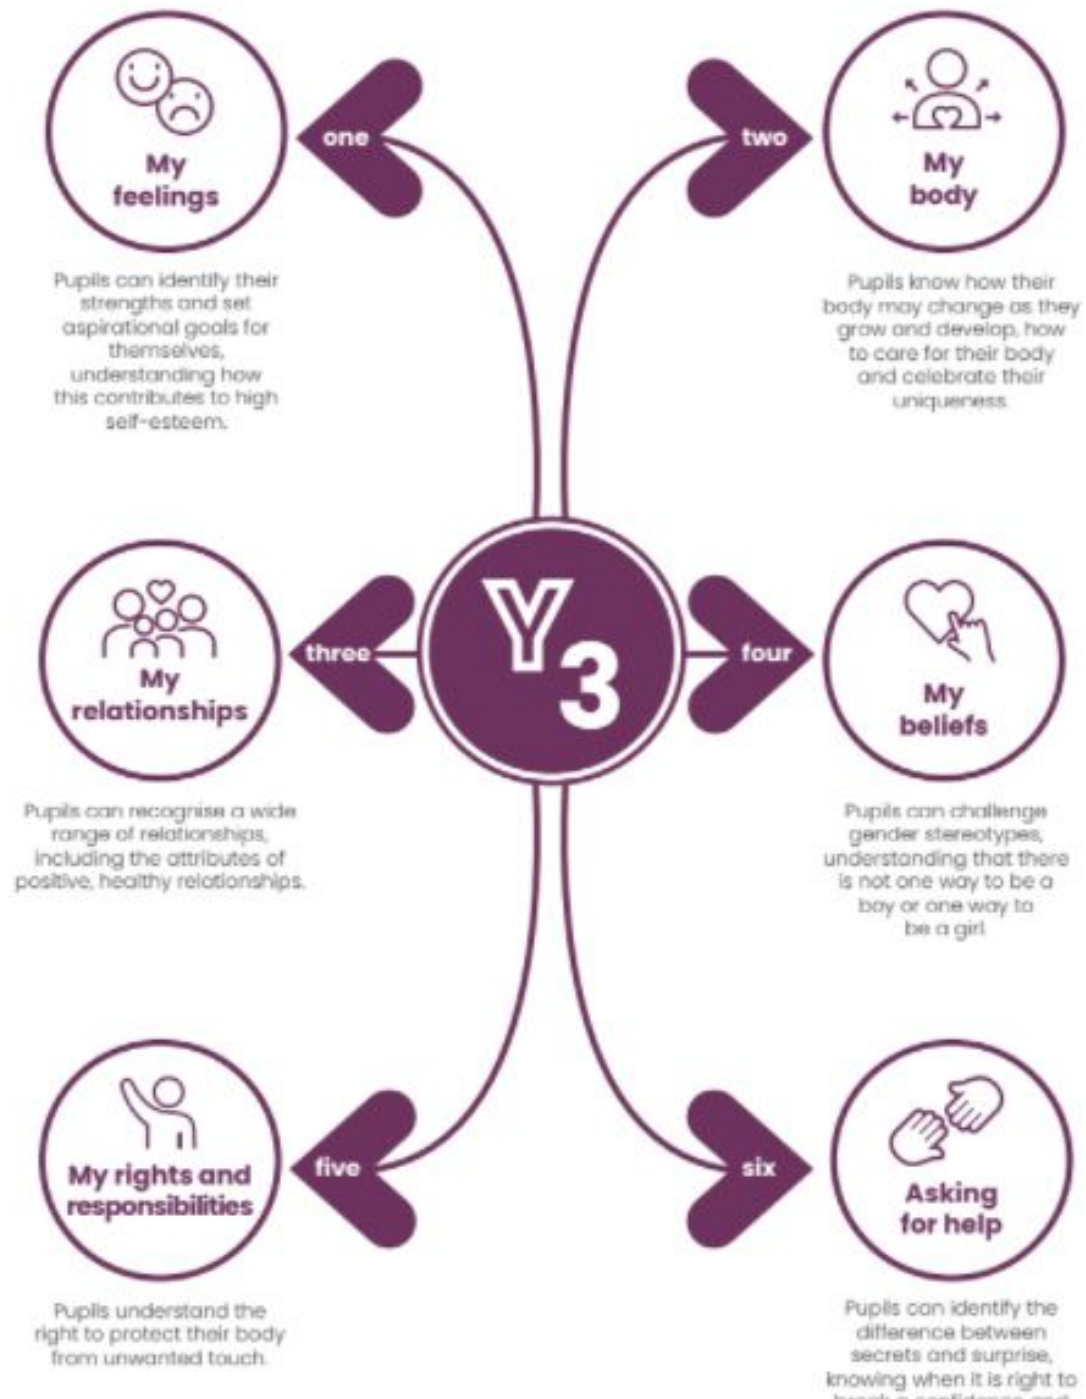 one
My
feelings
Pupils can identify their
strengths and set
aspirational goals for
themselves,
understanding how
this contributes to high
self-esteem.
two
My
body
Pupils know how their
body may change as they
grow and develop, how
to care for their body
and celebrate their
uniqueness.
Y3
three
My
relationships
Pupils can recognise a wide
range of relationships,
including the attributes of
positive, healthy relationships.
four
My
beliefs
Pupils can challenge
gender stereotypes,
understanding that there
is not one way to be a
boy or one way to
be a girl.
five
My rights and
responsibilities
Pupils understand the
right to protect their body
from unwanted touch.
six
Asking
for help
Pupils can identify the
difference between
secrets and surprise,
knowing when it is right to
break a confidence and